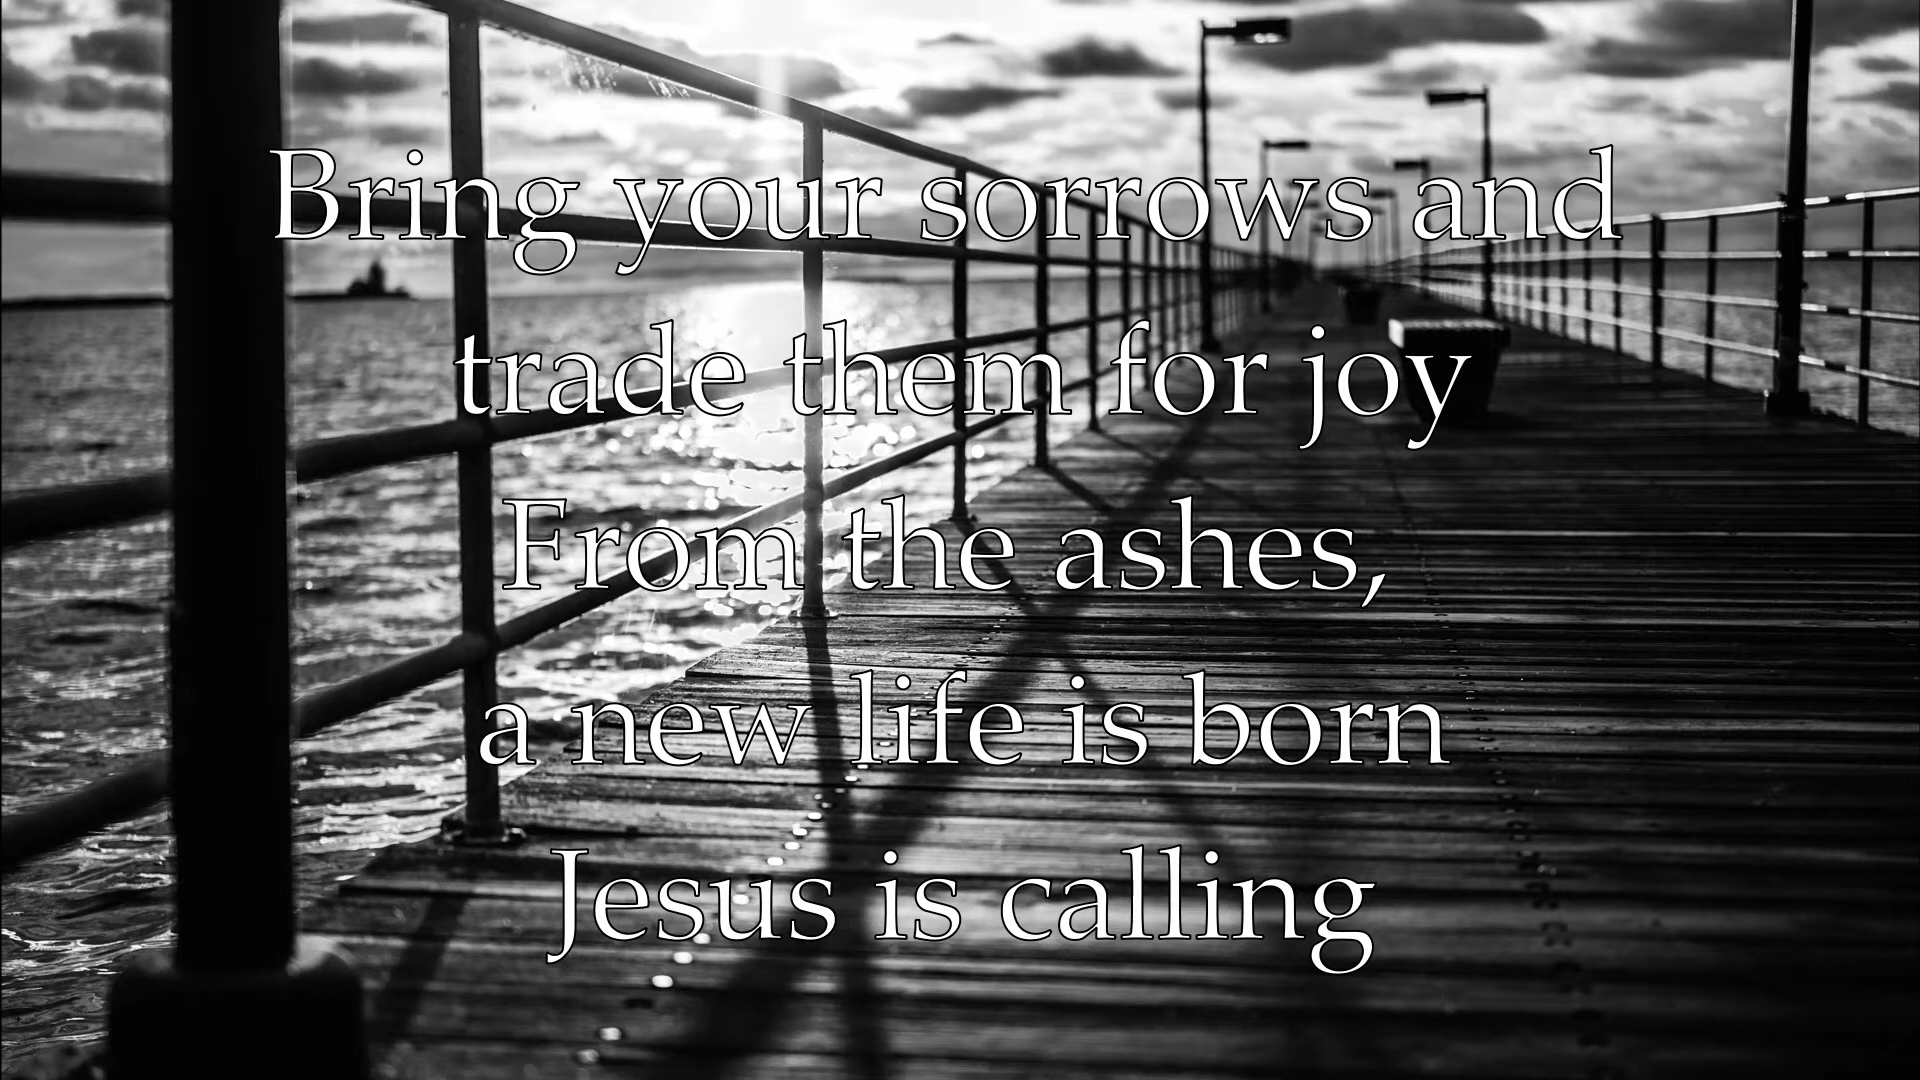 Bring your sorrows and
trade them for joy
From the ashes,
a new life is born
Jesus is calling